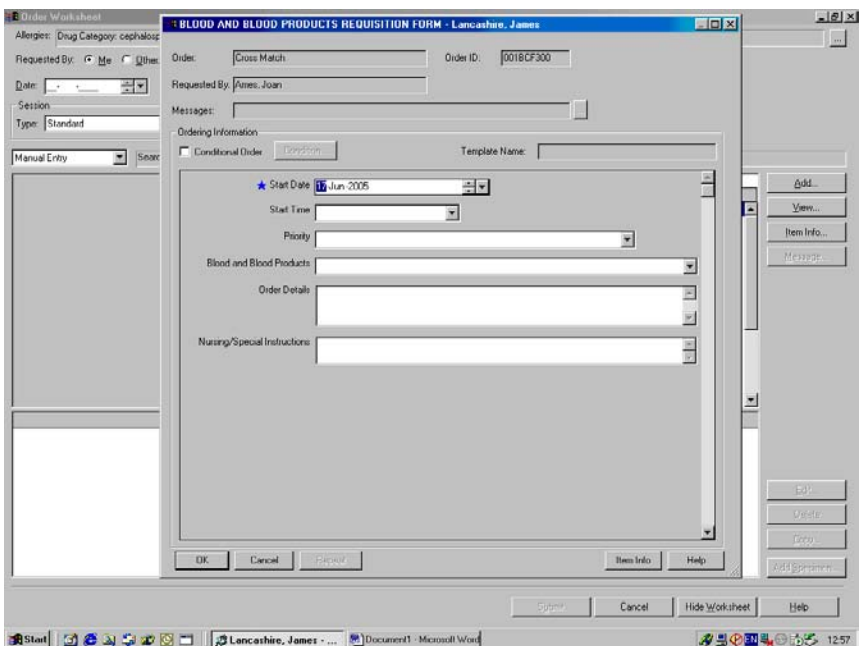 Order Worksheet
BLOOD AND BLOOD PRODUCTS REQUISITION FORM - Lancashire, James
Allergies: Drug Category: cephalosp
...
Requested By: Me Other
Date:
Session
Type: Standard
Manual Entry
Searc
Order: Cross Match Order ID: 001BCF300
Requested By: Ames, Joan
Messages:
Ordering Information
Conditional Order Condition Template Name:
Start Date 17-Jun-2005
Start Time
Priority
Blood and Blood Products
Order Details
Nursing/Special Instructions
OK Cancel Repeat Item Info Help
Add...
View...
Item Info...
Message...
Edit...
Delete
Copy...
Add Specimen...
Submit Cancel Hide Worksheet Help
Start Lancashire, James - ... Document1 - Microsoft Word EN 12:57